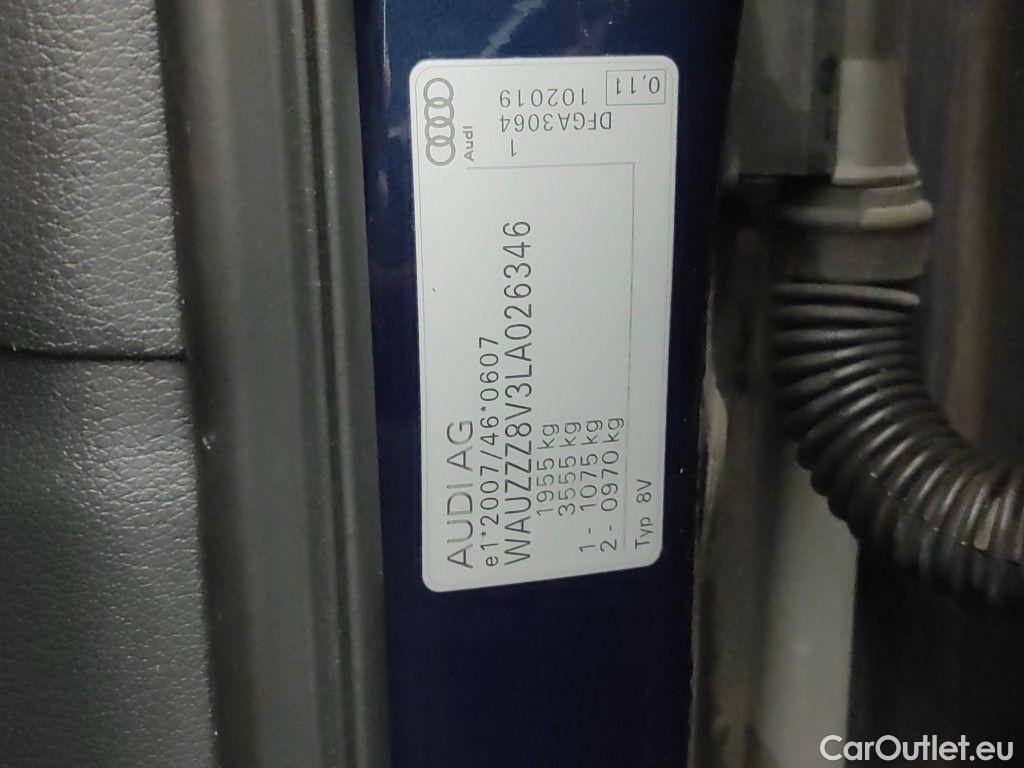 AUDI AG
e1*2007/46*0607
WAUZZZ8V3LA026346
1955 kg
3555 kg
1 - 1075 kg
2 - 0970 kg
Typ 8V
Audi
1
DFGA3064
102019
0,11
CarOutlet.eu